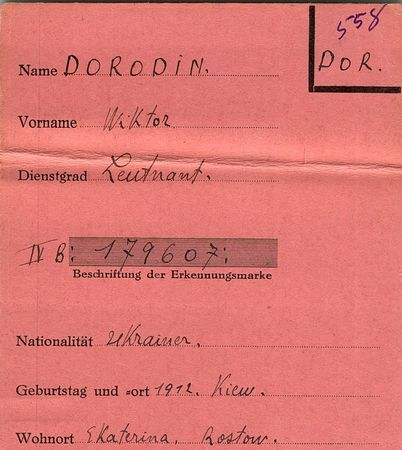 558
Name DORODIN. DOR.
Vorname Wiktor
Dienstgrad Leutnant.
IV B: 179607:
Beschriftung der Erkennungsmarke
Nationalität Ukrainer.
Geburtstag und =ort 1912. Kiew.
Wohnort Ekaterina. Rostow.